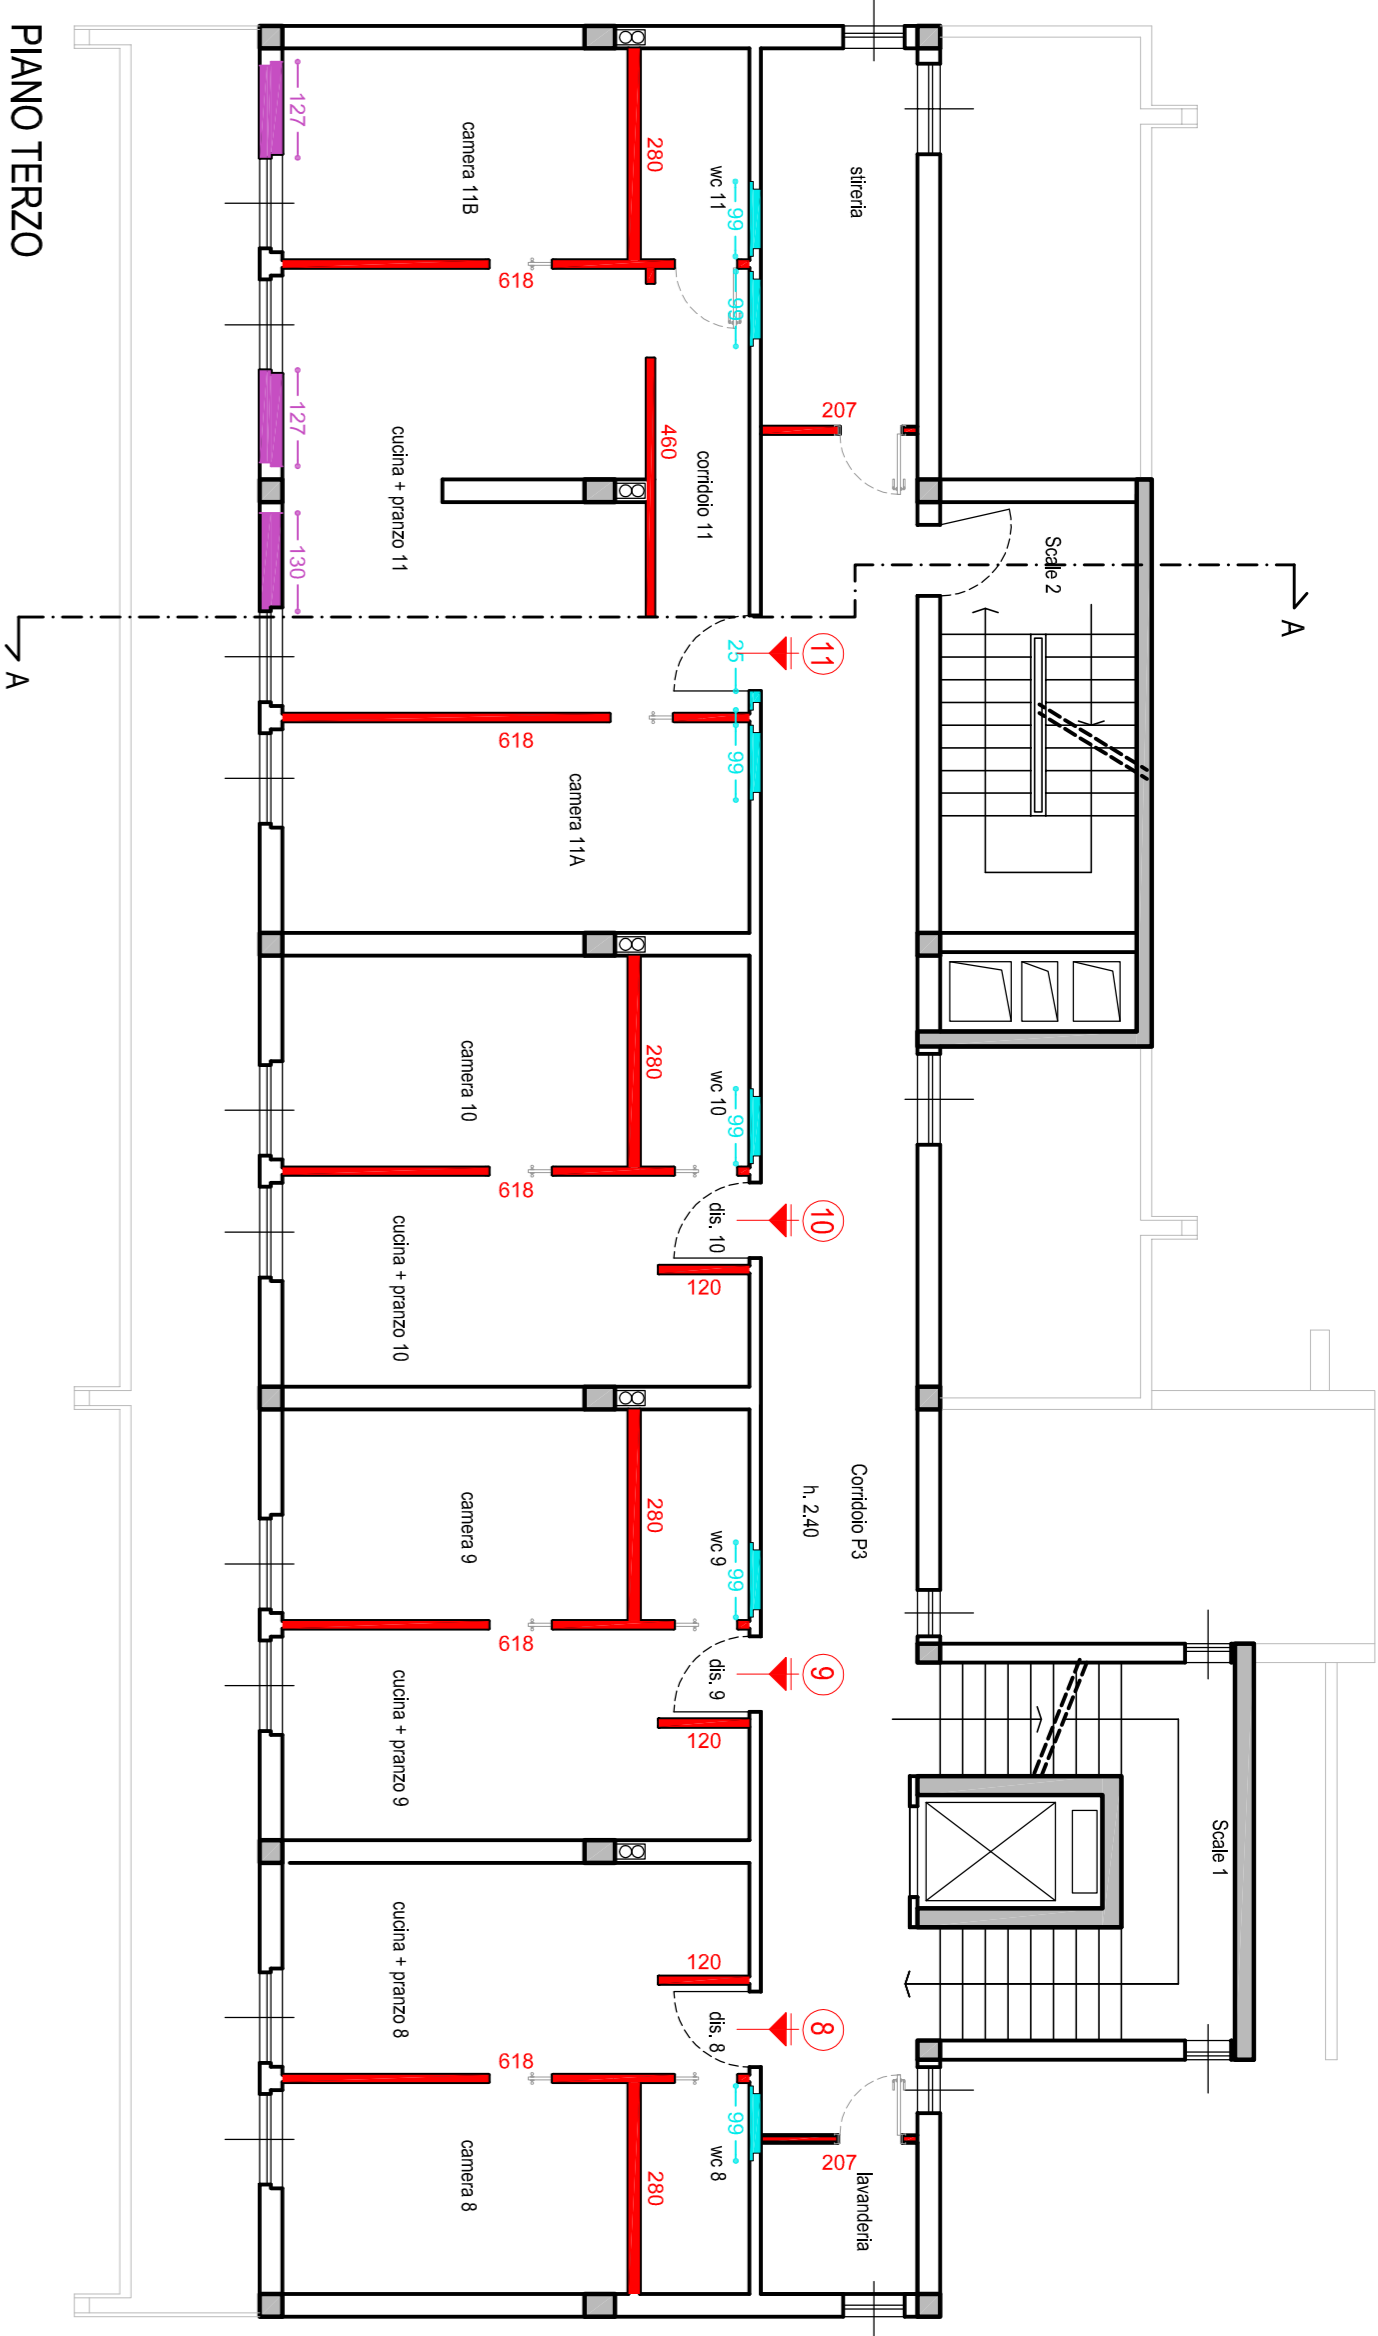 PIANO TERZO
127
camera 11B
280
wc 11
99
stireria
618
99
207
127
cucina + pranzo 11
460
corridoio 11
130
Scale 2
A
A
11
25
618
99
camera 11A
camera 10
280
wc 10
99
618
10
dis. 10
120
cucina + pranzo 10
Corridoio P3
h. 2.40
camera 9
280
wc 9
99
618
9
dis. 9
120
cucina + pranzo 9
Scale 1
cucina + pranzo 8
120
dis. 8
8
618
99
wc 8
camera 8
280
207
lavanderia